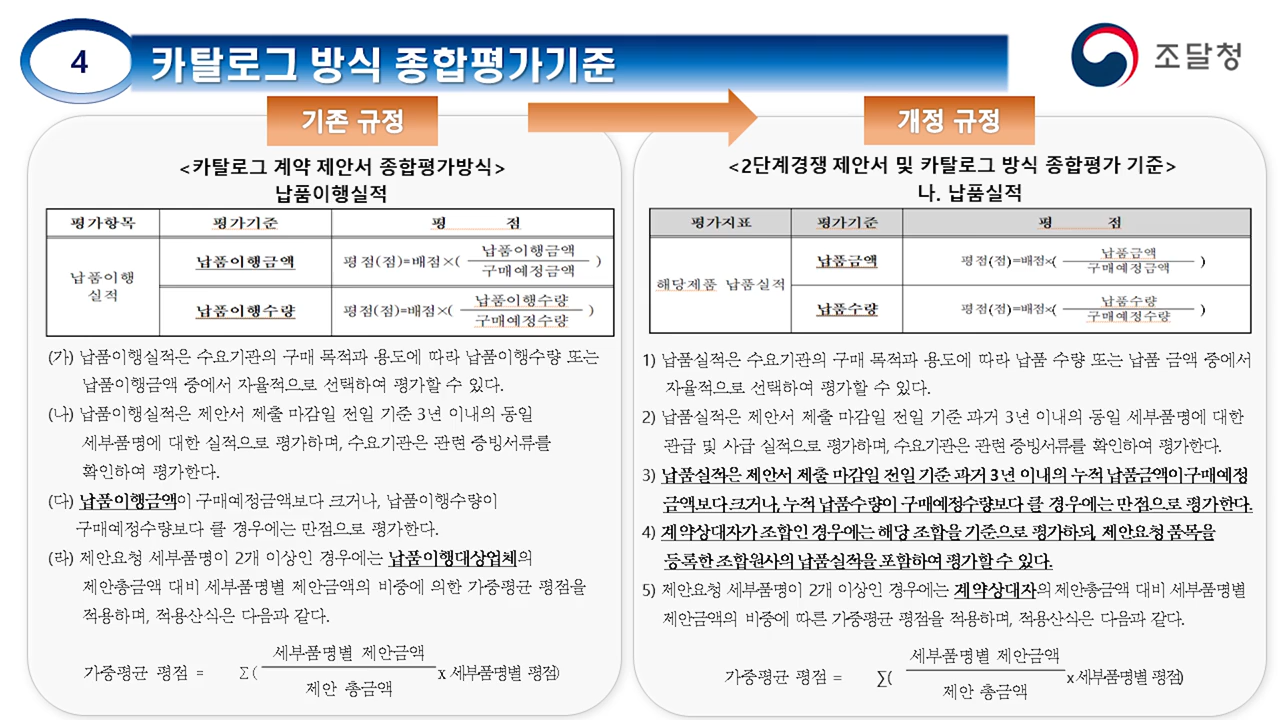 4
카탈로그 방식 종합평가기준
조달청
기존 규정
<카탈로그 계약 제안서 종합평가방식>
납품이행실적
평가항목 평가기준 평 점
납품이행
실적
납품이행금액 평점(점)=배점×( 납품이행금액 / 구매예정금액 )
납품이행수량 평점(점)=배점×( 납품이행수량 / 구매예정수량 )
(가) 납품이행실적은 수요기관의 구매 목적과 용도에 따라 납품이행수량 또는
납품이행금액 중에서 자율적으로 선택하여 평가할 수 있다.
(나) 납품이행실적은 제안서 제출 마감일 전일 기준 3년 이내의 동일
세부품명에 대한 실적으로 평가하며, 수요기관은 관련 증빙서류를
확인하여 평가한다.
(다) 납품이행금액이 구매예정금액보다 크거나, 납품이행수량이
구매예정수량보다 클 경우에는 만점으로 평가한다.
(라) 제안요청 세부품명이 2개 이상인 경우에는 납품이행대상업체의
제안총금액 대비 세부품명별 제안금액의 비중에 의한 가중평균 평점을
적용하며, 적용산식은 다음과 같다.
가중평균 평점 = Σ( 세부품명별 제안금액 / 제안 총금액 x 세부품명별 평점)
개정 규정
<2단계경쟁 제안서 및 카탈로그 방식 종합평가 기준>
나. 납품실적
평가지표 평가기준 평 점
해당제품 납품실적
납품금액 평점(점)=배점×( 납품금액 / 구매예정금액 )
납품수량 평점(점)=배점×( 납품수량 / 구매예정수량 )
1) 납품실적은 수요기관의 구매 목적과 용도에 따라 납품 수량 또는 납품 금액 중에서
자율적으로 선택하여 평가할 수 있다.
2) 납품실적은 제안서 제출 마감일 전일 기준 과거 3년 이내의 동일 세부품명에 대한
관급 및 사급 실적으로 평가하며, 수요기관은 관련 증빙서류를 확인하여 평가한다.
3) 납품실적은 제안서 제출 마감일 전일 기준 과거 3년 이내의 누적 납품금액이 구매예정
금액보다 크거나, 누적 납품수량이 구매예정수량보다 클 경우에는 만점으로 평가한다.
4) 계약상대자가 조합인 경우에는 해당 조합을 기준으로 평가하되, 제안요청 품목을
등록한 조합원사의 납품실적을 포함하여 평가할 수 있다.
5) 제안요청 세부품명이 2개 이상인 경우에는 계약상대자의 제안총금액 대비 세부품명별
제안금액의 비중에 따른 가중평균 평점을 적용하며, 적용산식은 다음과 같다.
가중평균 평점 = ∑( 세부품명별 제안금액 / 제안 총금액 x 세부품명별 평점)